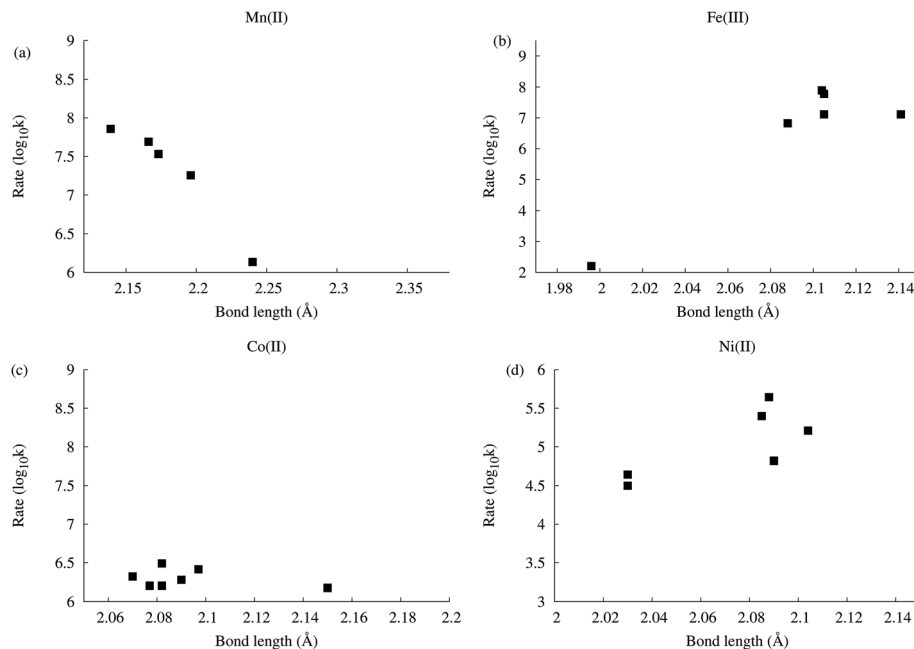 Mn(II)
(a)
9
8.5
8
7.5
7
6.5
6
Rate (log10k)
2.15 2.2 2.25 2.3 2.35
Bond length (Å)
Fe(III)
(b)
9
8
7
6
5
4
3
2
Rate (log10k)
1.98 2 2.02 2.04 2.06 2.08 2.1 2.12 2.14
Bond length (Å)
Co(II)
(c)
9
8.5
8
7.5
7
6.5
6
Rate (log10k)
2.06 2.08 2.1 2.12 2.14 2.16 2.18 2.2
Bond length (Å)
Ni(II)
(d)
6
5.5
5
4.5
4
3.5
3
Rate (log10k)
2 2.02 2.04 2.06 2.08 2.1 2.12 2.14
Bond length (Å)